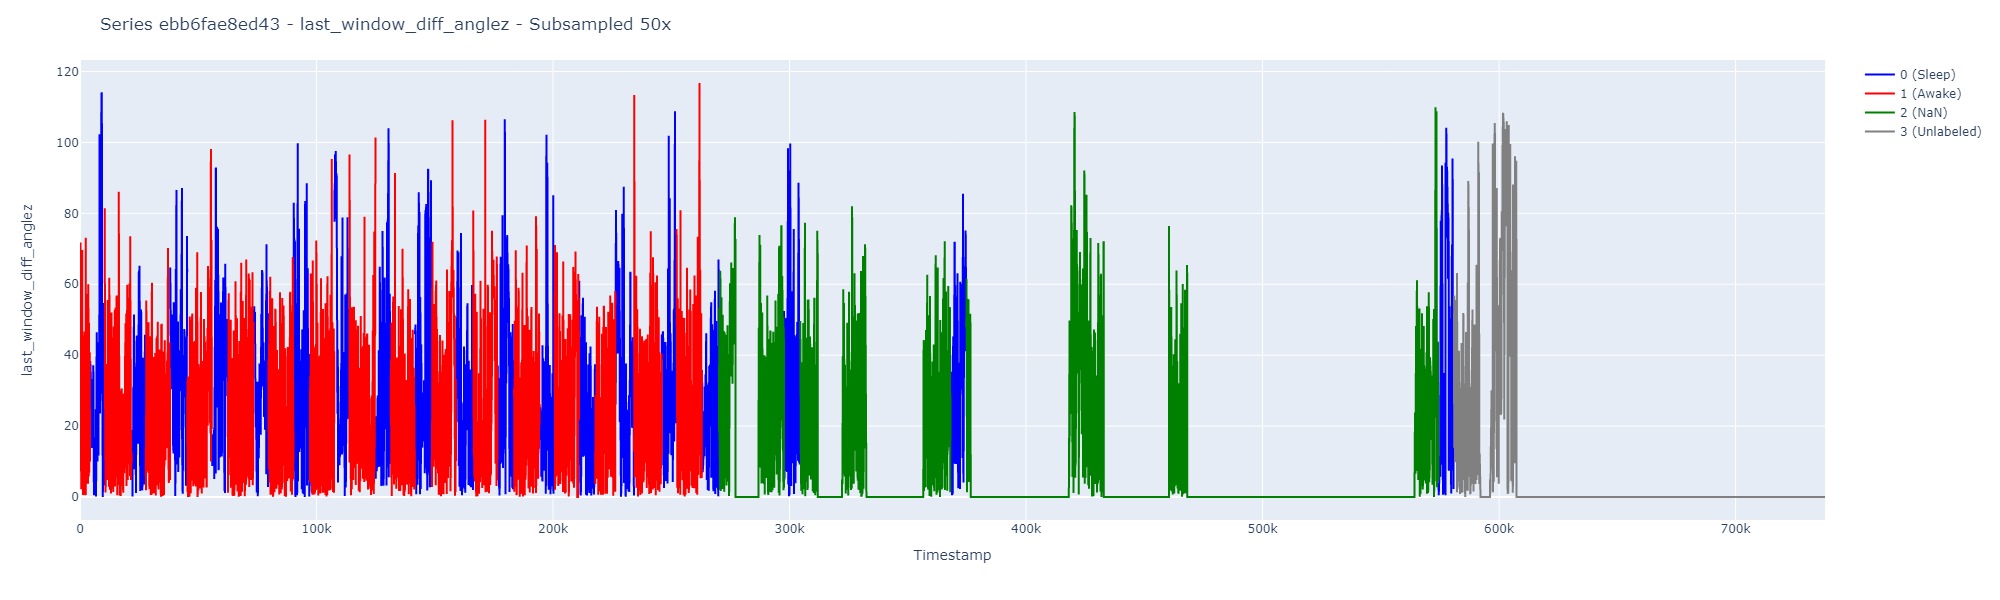 Series ebb6fae8ed43 - last_window_diff_anglez - Subsampled 50x
last_window_diff_anglez
120
100
80
60
40
20
0
0 100k 200k 300k 400k 500k 600k 700k
Timestamp
0 (Sleep)
1 (Awake)
2 (NaN)
3 (Unlabeled)